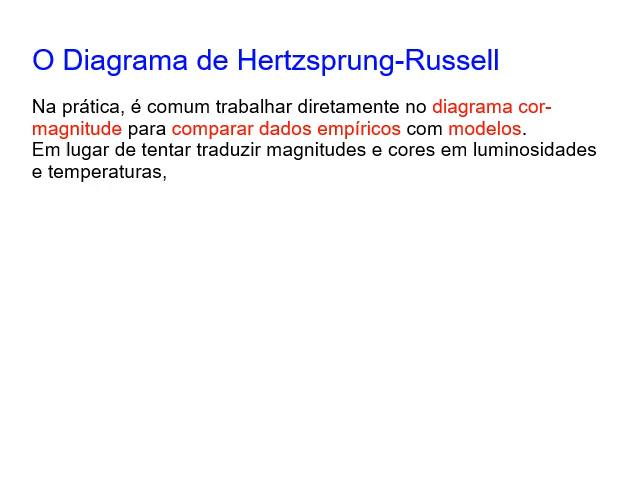 O Diagrama de Hertzsprung-Russell
Na prática, é comum trabalhar diretamente no diagrama cor-
magnitude para comparar dados empíricos com modelos.
Em lugar de tentar traduzir magnitudes e cores em luminosidades
e temperaturas,